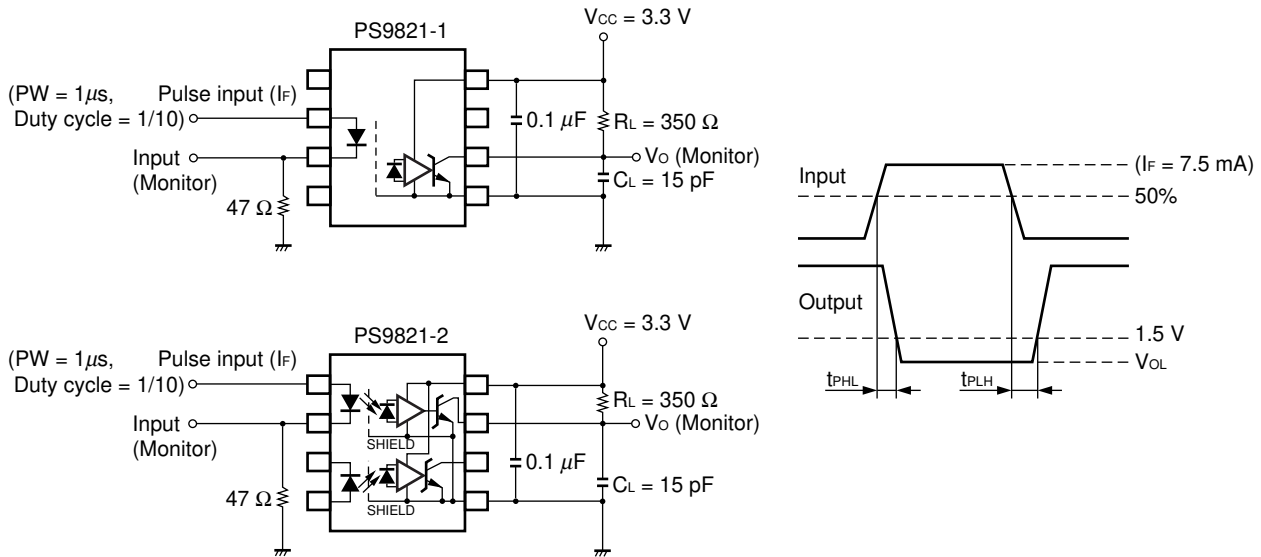 PS9821-1
VCC = 3.3 V
(PW = 1μs,
Duty cycle = 1/10)
Pulse input (IF)
Input
(Monitor)
47 Ω
0.1 μF
RL = 350 Ω
VO (Monitor)
CL = 15 pF
PS9821-2
VCC = 3.3 V
(PW = 1μs,
Duty cycle = 1/10)
Pulse input (IF)
Input
(Monitor)
47 Ω
SHIELD
SHIELD
0.1 μF
RL = 350 Ω
VO (Monitor)
CL = 15 pF
Input
(IF = 7.5 mA)
50%
Output
1.5 V
VOL
tPHL
tPLH